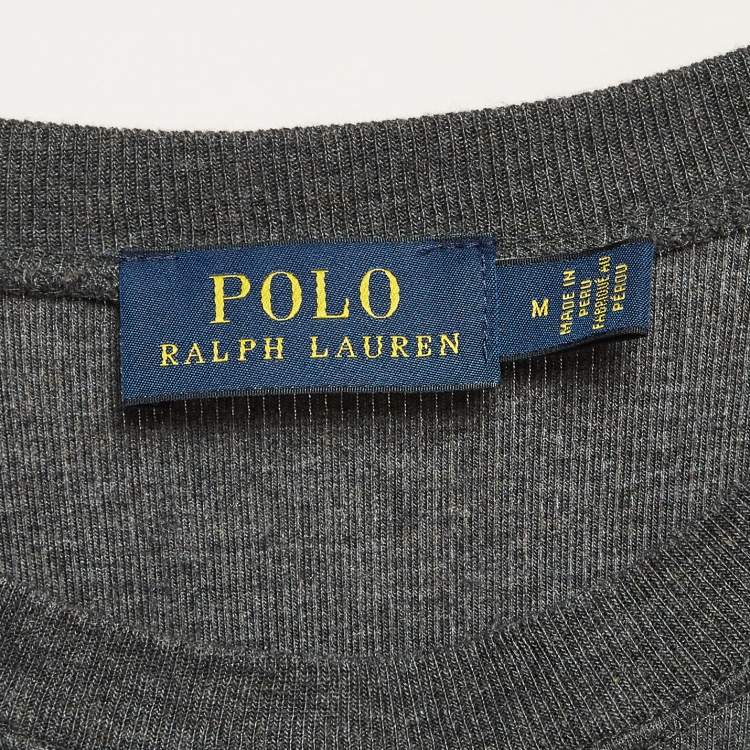 POLO
RALPH LAUREN
M
MADE IN
PERU
FABRIQUÉ AU
PÉROU